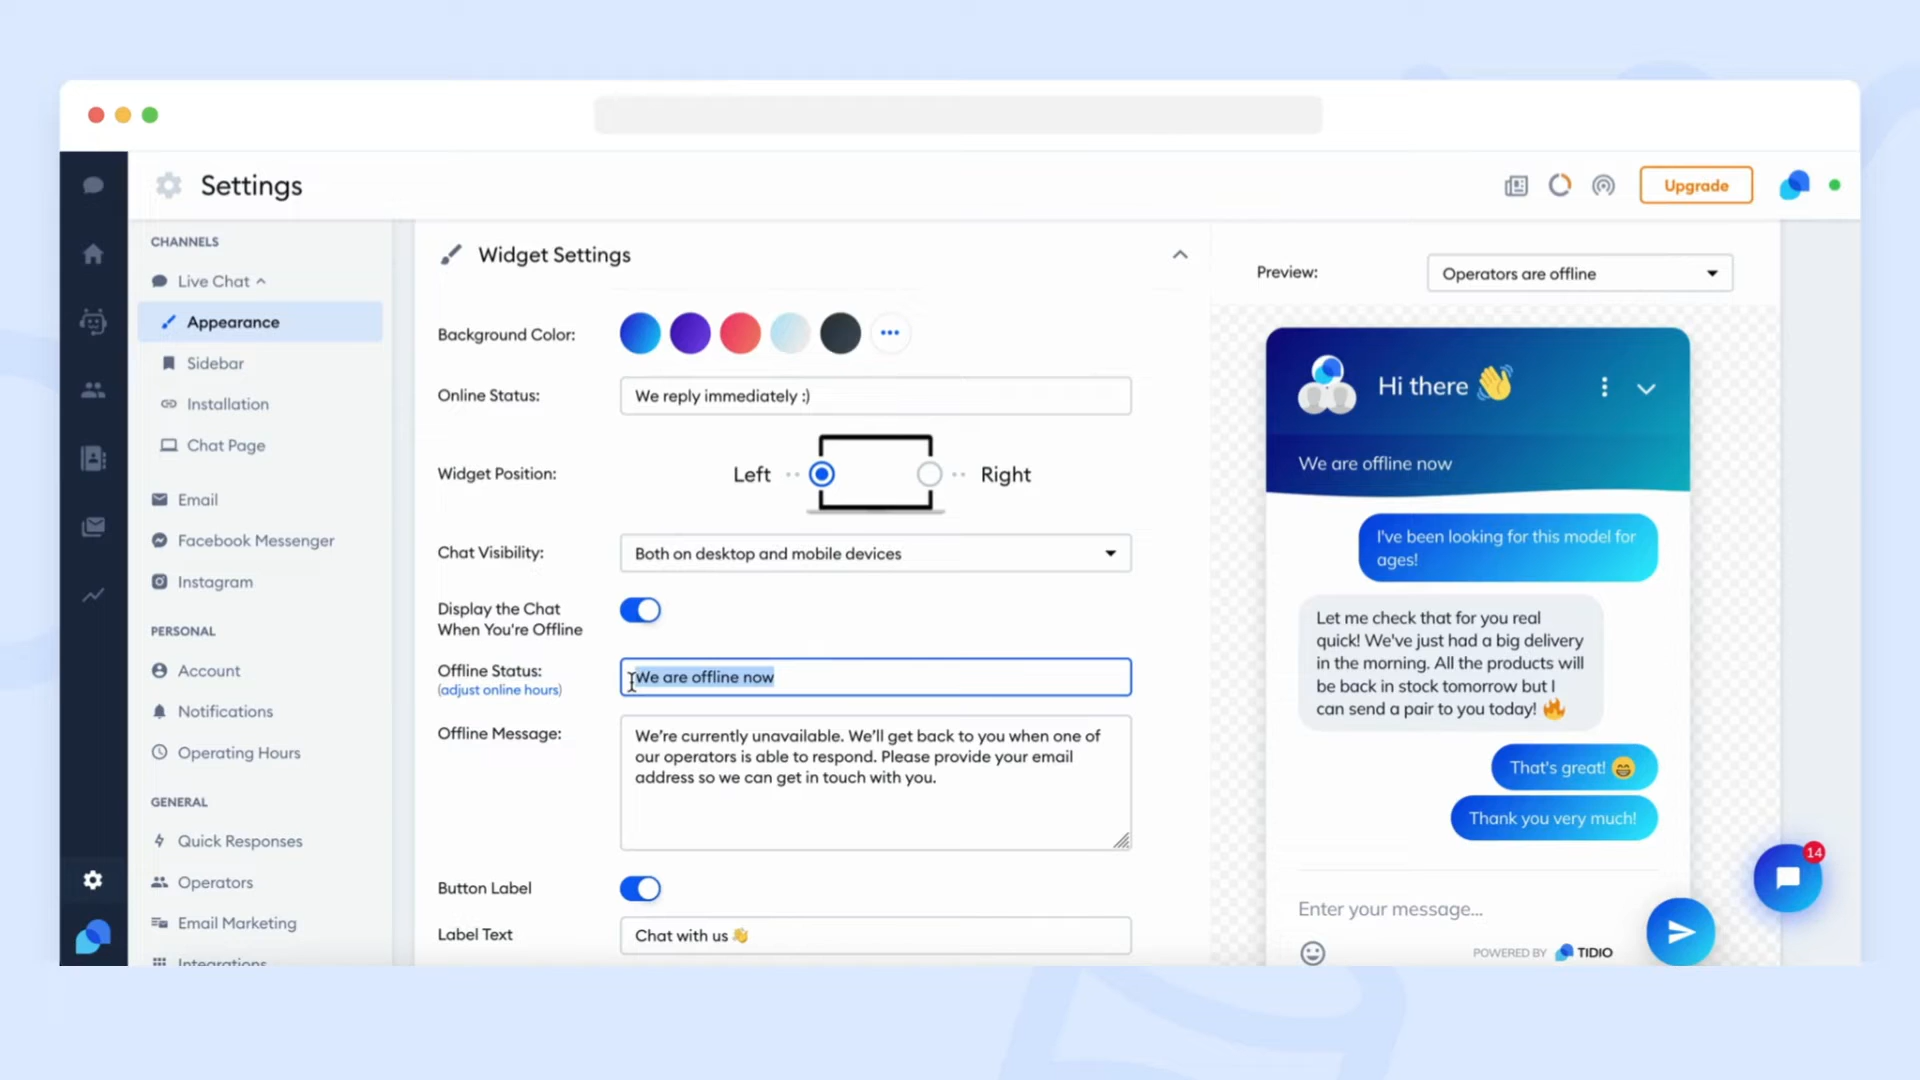 Settings
Upgrade
CHANNELS
Live Chat
Appearance
Sidebar
Installation
Chat Page
Email
Facebook Messenger
Instagram
PERSONAL
Account
Notifications
Operating Hours
GENERAL
Quick Responses
Operators
Email Marketing
Integrations
Widget Settings
Background Color:
Online Status:
We reply immediately :)
Widget Position:
Left
Right
Chat Visibility:
Both on desktop and mobile devices
Display the Chat
When You're Offline
Offline Status:
(adjust online hours)
We are offline now
Offline Message:
We're currently unavailable. We'll get back to you when one of
our operators is able to respond. Please provide your email
address so we can get in touch with you.
Button Label
Label Text
Chat with us 👋
Preview:
Operators are offline
Hi there 👋
We are offline now
I've been looking for this model for
ages!
Let me check that for you real
quick! We've just had a big delivery
in the morning. All the products will
be back in stock tomorrow but I
can send a pair to you today! 🔥
That's great! 😄
Thank you very much!
14
Enter your message...
POWERED BY TIDIO